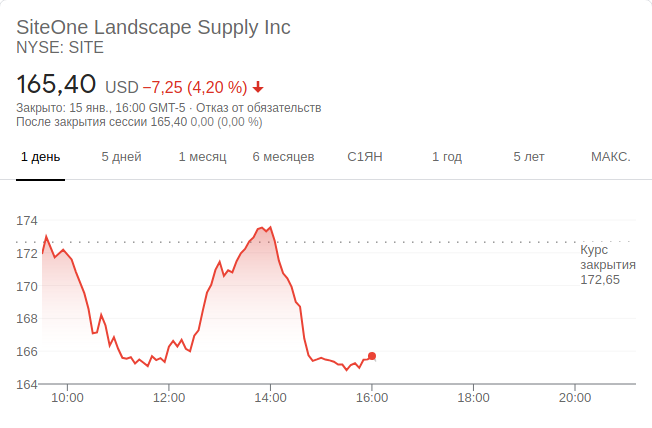 SiteOne Landscape Supply Inc
NYSE: SITE
165,40 USD −7,25 (4,20 %)
Закрыто: 15 янв., 16:00 GMT-5 · Отказ от обязательств
После закрытия сессии 165,40 0,00 (0,00 %)
1 день 5 дней 1 месяц 6 месяцев С1ЯН 1 год 5 лет МАКС.
174
172
170
168
166
164
Курс
закрытия
172,65
10:00 12:00 14:00 16:00 18:00 20:00